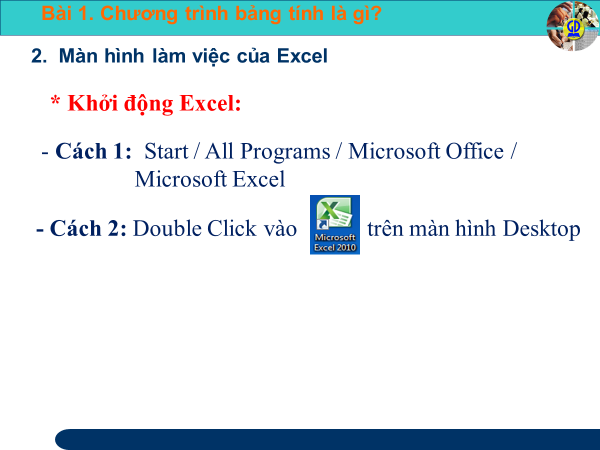 Bài 1. Chương trình bảng tính là gì?
2. Màn hình làm việc của Excel
* Khởi động Excel:
- Cách 1: Start / All Programs / Microsoft Office /
Microsoft Excel
- Cách 2: Double Click vào
Microsoft
Excel 2010
trên màn hình Desktop